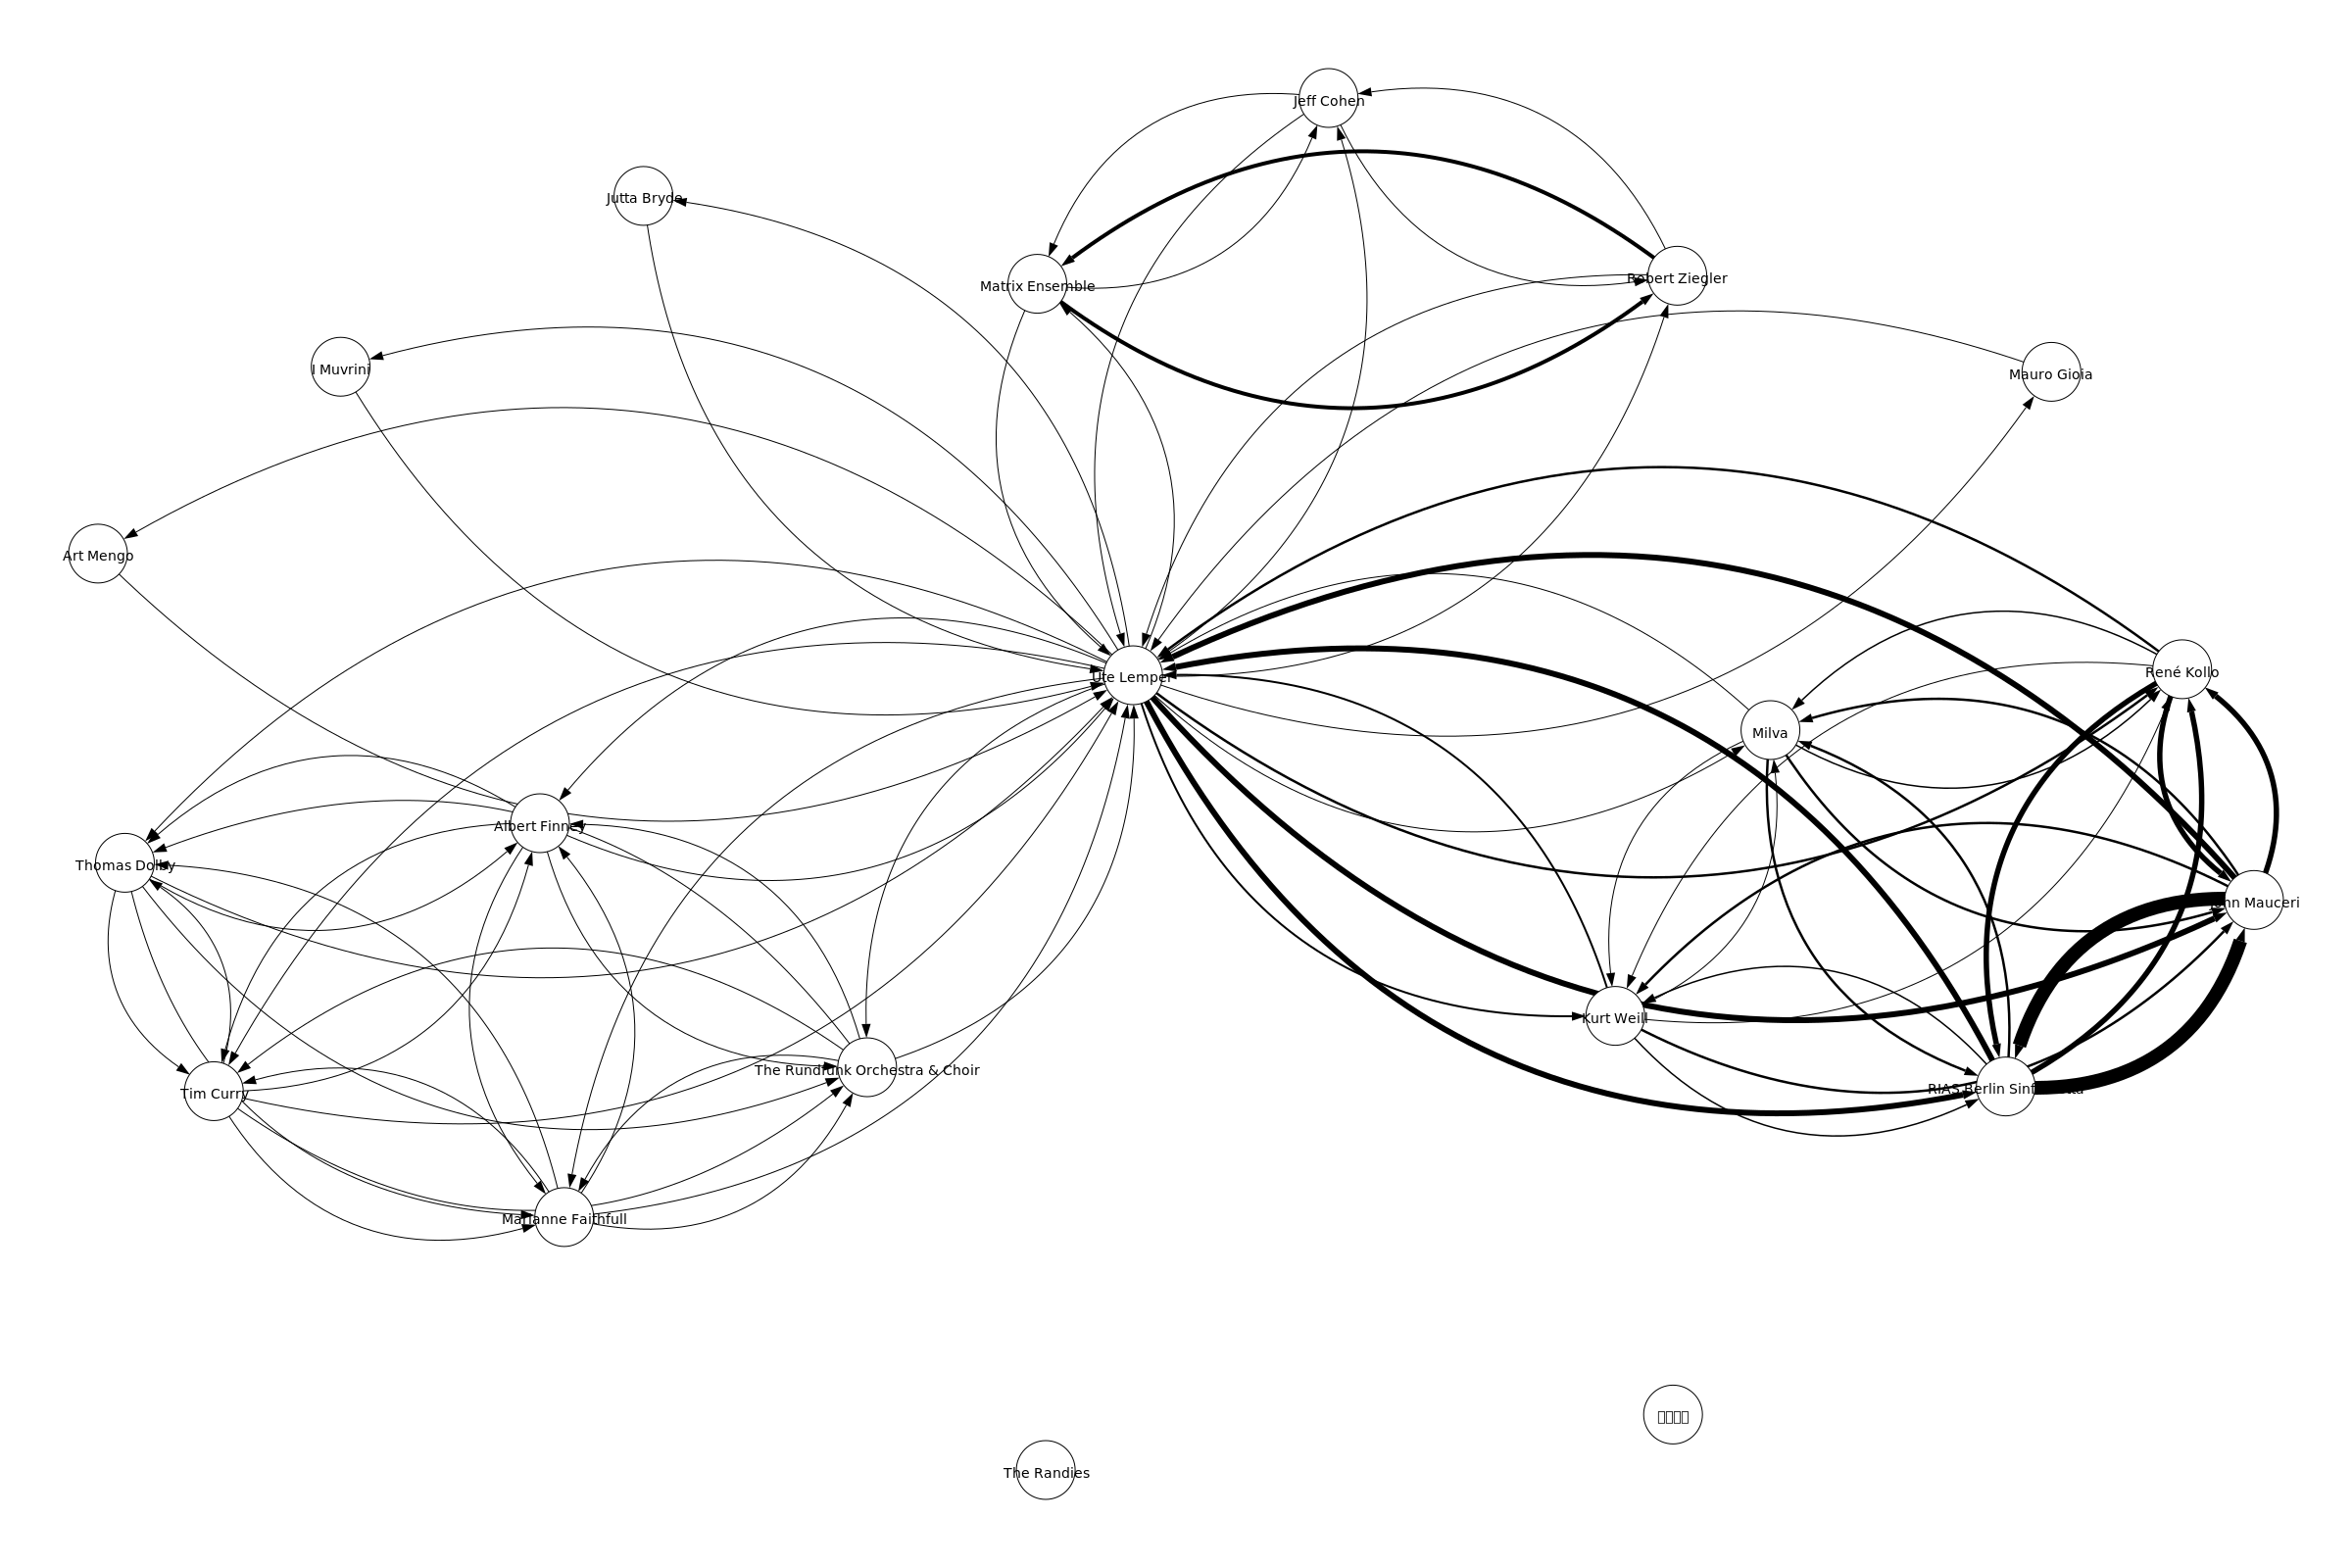 Jeff Cohen
Jutta Bryde
Matrix Ensemble
Robert Ziegler
I Muvrini
Mauro Gioia
Art Mengo
Ute Lemper
René Kollo
Milva
Albert Finney
Thomas Dolby
John Mauceri
Kurt Weill
The Rundfunk Orchestra & Choir
Tim Curry
RIAS Berlin Sinfonietta
Marianne Faithfull
The Randies